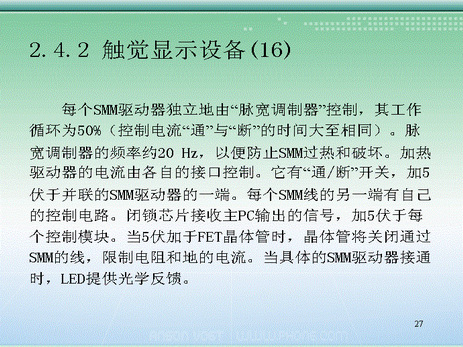 2.4.2 触觉显示设备(16)
每个SMM驱动器独立地由“脉宽调制器”控制，其工作
循环为50%（控制电流“通”与“断”的时间大至相同）。脉
宽调制器的频率约20 Hz，以便防止SMM过热和破坏。加热
驱动器的电流由各自的接口控制。它有“通/断”开关，加5
伏于并联的SMM驱动器的一端。每个SMM线的另一端有自己
的控制电路。闭锁芯片接收主PC输出的信号，加5伏于每
个控制模块。当5伏加于FET晶体管时，晶体管将关闭通过
SMM的线，限制电阻和地的电流。当具体的SMM驱动器接通
时，LED提供光学反馈。
27